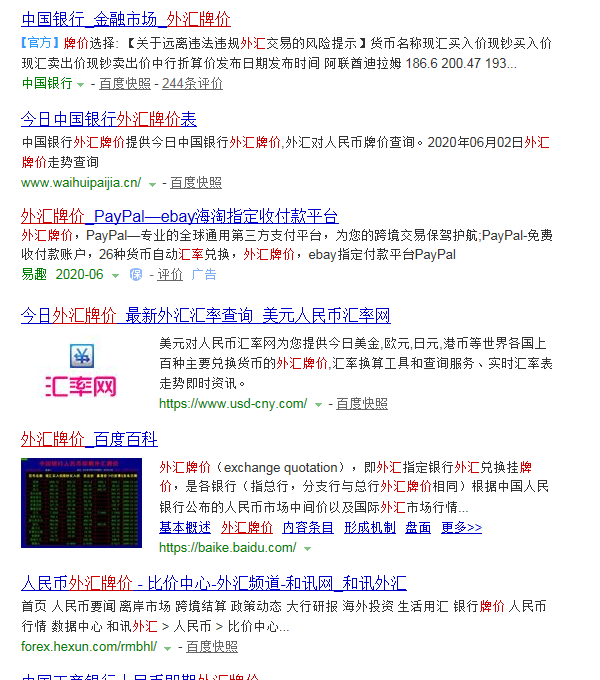 中国银行_金融市场_外汇牌价
【官方】牌价选择: 【关于远离违法违规外汇交易的风险提示】货币名称现汇买入价现钞买入价
现汇卖出价现钞卖出价中行折算价发布日期发布时间 阿联酋迪拉姆 186.6 200.47 193...
中国银行 - 百度快照 - 244条评价
今日中国银行外汇牌价表
中国银行外汇牌价提供今日中国银行外汇牌价,外汇对人民币牌价查询。2020年06月02日外汇
牌价走势查询
www.waihuipaijia.cn/ - 百度快照
外汇牌价_PayPal—ebay海淘指定收付款平台
外汇牌价，PayPal—专业的全球通用第三方支付平台，为您的跨境交易保驾护航;PayPal-免费
收付款账户，26种货币自动汇率兑换，外汇牌价，ebay指定付款平台PayPal
易趣 2020-06 保 - 评价 广告
今日外汇牌价_最新外汇汇率查询_美元人民币汇率网
汇率网
美元对人民币汇率网为您提供今日美金,欧元,日元,港币等世界各国上
百种主要兑换货币的外汇牌价,汇率换算工具和查询服务、实时汇率表
走势即时资讯。
https://www.usd-cny.com/ - 百度快照
外汇牌价_百度百科
外汇牌价（exchange quotation），即外汇指定银行外汇兑换挂牌
价，是各银行（指总行，分支行与总行外汇牌价相同）根据中国人民
银行公布的人民币市场中间价以及国际外汇市场行情...
基本概述 外汇牌价 内容条目 形成机制 盘面 更多>>
https://baike.baidu.com/
人民币外汇牌价 - 比价中心-外汇频道-和讯网_和讯外汇
首页 人民币要闻 离岸市场 跨境结算 政策动态 大行研报 海外投资 生活用汇 银行牌价 人民币
行情 数据中心 和讯外汇 > 人民币 > 比价中心...
forex.hexun.com/rmbhl/ - 百度快照